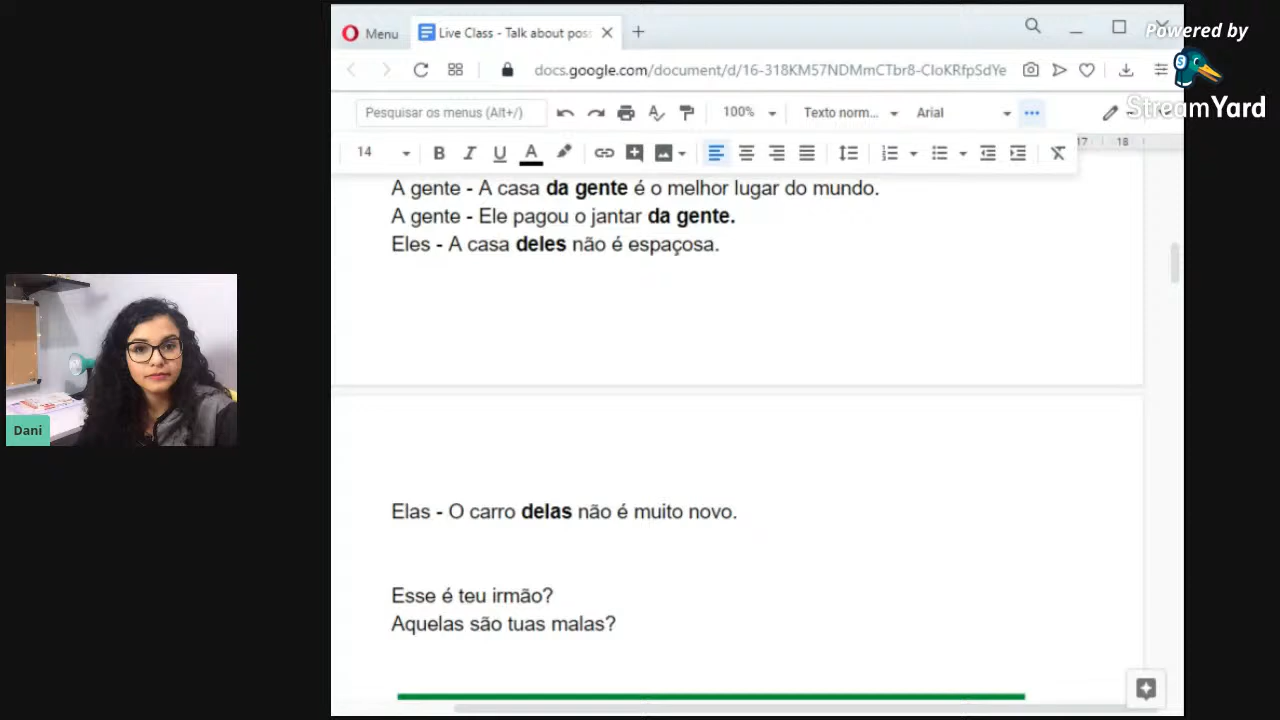 Powered by
StreamYard
Menu
Live Class - Talk about poss
docs.google.com/document/d/16-318KM57NDMmCTbr8-CIoKRfpSdYe
Pesquisar os menus (Alt+/)
100%
Texto norm...
Arial
14
B
I
U
A
17
18
A gente - A casa da gente é o melhor lugar do mundo.
A gente - Ele pagou o jantar da gente.
Eles - A casa deles não é espaçosa.
Elas - O carro delas não é muito novo.
Esse é teu irmão?
Aquelas são tuas malas?
Dani